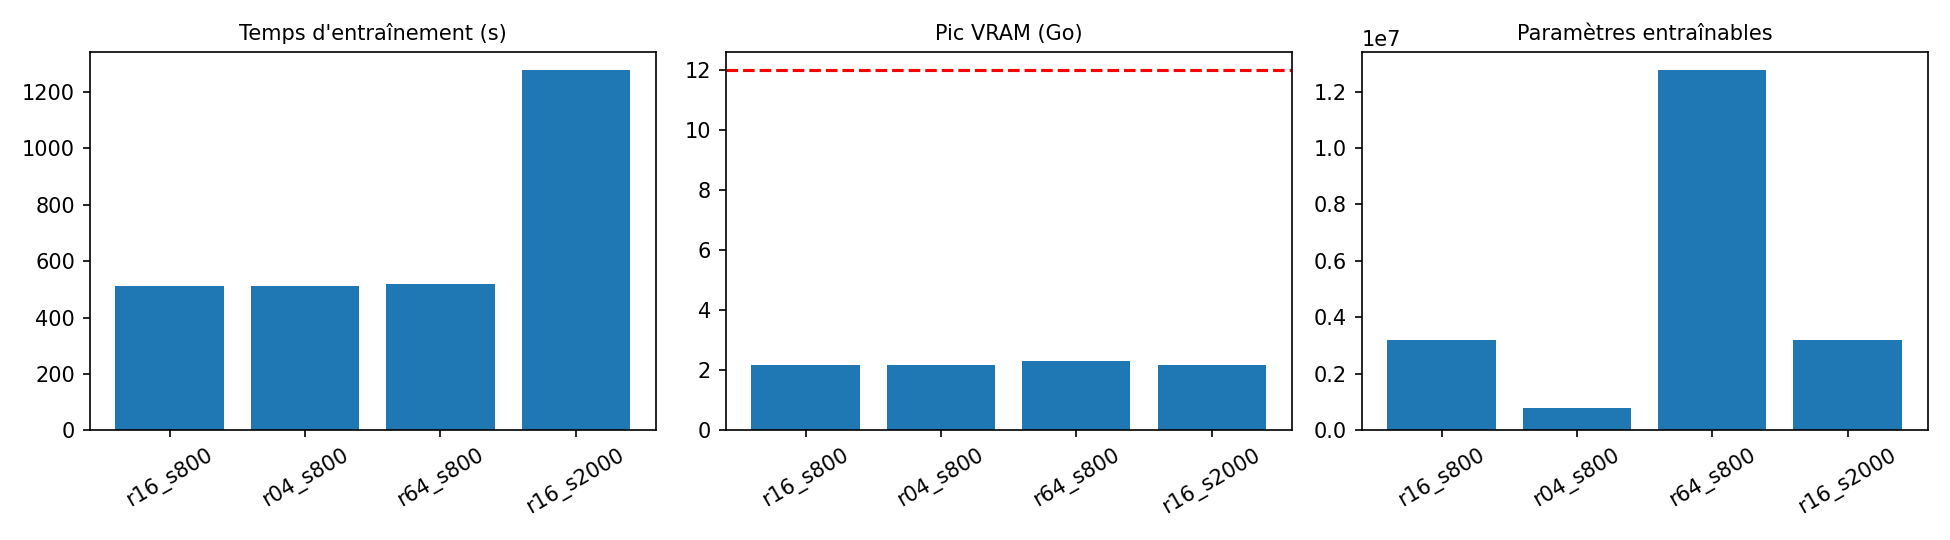 Temps d'entraînement (s)
1200
1000
800
600
400
200
0
r16_s800
r04_s800
r64_s800
r16_s2000
Pic VRAM (Go)
12
10
8
6
4
2
0
r16_s800
r04_s800
r64_s800
r16_s2000
1e7
Paramètres entraînables
1.2
1.0
0.8
0.6
0.4
0.2
0.0
r16_s800
r04_s800
r64_s800
r16_s2000